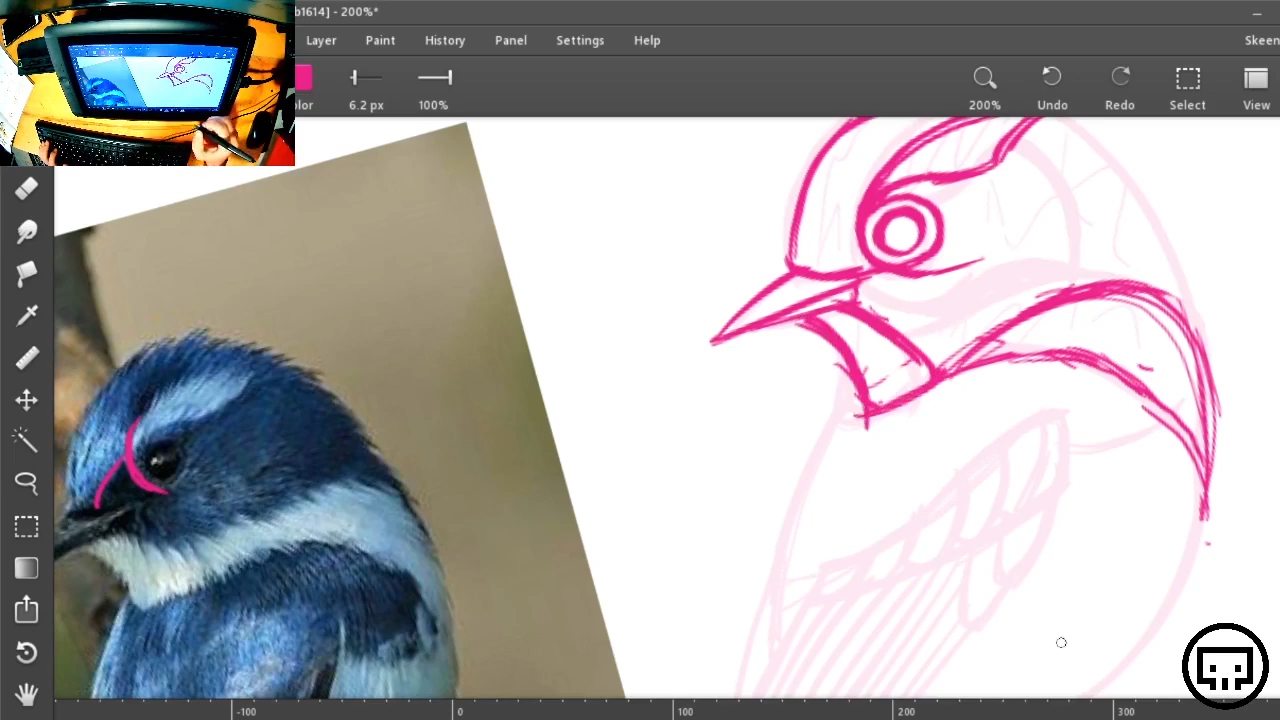 b1614] - 200%*
Layer Paint History Panel Settings Help Skeen
olor 6.2 px 100% 200% Undo Redo Select View
-100 0 100 200 300